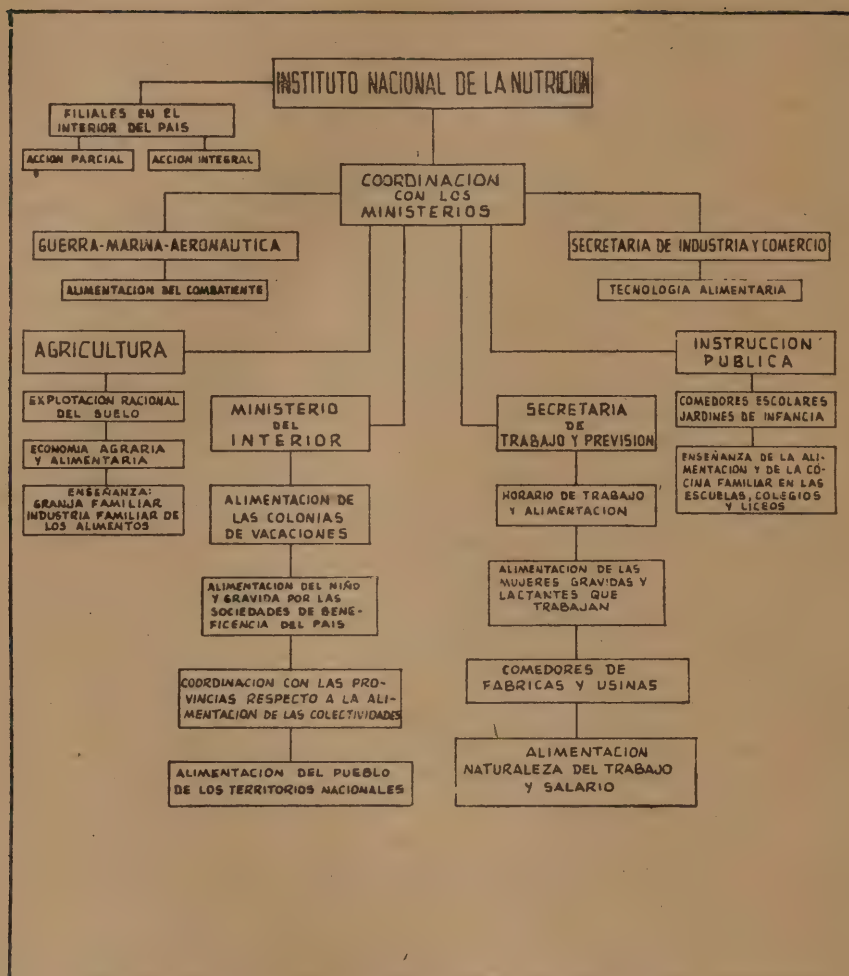 INSTITUTO NACIONAL DE LA NUTRICION
FILIALES EN EL
INTERIOR DEL PAIS
ACCION PARCIAL
ACCION INTEGRAL
COORDINACION
CON LOS
MINISTERIOS
GUERRA-MARINA-AERONAUTICA
ALIMENTACION DEL COMBATIENTE
SECRETARIA DE INDUSTRIA Y COMERCIO
TECNOLOGIA ALIMENTARIA
AGRICULTURA
EXPLOTACION RACIONAL
DEL SUELO
ECONOMIA AGRARIA
Y ALIMENTARIA
ENSEÑANZA:
GRANJA FAMILIAR
INDUSTRIA FAMILIAR DE
LOS ALIMENTOS
MINISTERIO
DEL
INTERIOR
ALIMENTACION DE
LAS COLONIAS
DE VACACIONES
ALIMENTACION DEL NIÑO
Y GRAVIDA POR LAS
SOCIEDADES DE BENE-
FICENCIA DEL PAIS
COORDINACION CON LAS PRO-
VINCIAS RESPECTO A LA ALI-
MENTACION DE LAS COLECTIVIDADES
ALIMENTACION DEL PUEBLO
DE LOS TERRITORIOS NACIONALES
SECRETARIA
DE
TRABAJO Y PREVISION
HORARIO DE TRABAJO
Y ALIMENTACION
ALIMENTACION DE LAS
MUJERES GRAVIDAS Y
LACTANTES QUE
TRABAJAN
COMEDORES DE
FABRICAS Y USINAS
ALIMENTACION
NATURALEZA DEL TRABAJO
Y SALARIO
INSTRUCCION
PUBLICA
COMEDORES ESCOLARES
JARDINES DE INFANCIA
ENSEÑANZA DE LA ALI-
MENTACION Y DE LA CO-
CINA FAMILIAR EN LAS
ESCUELAS, COLEGIOS
Y LICEOS